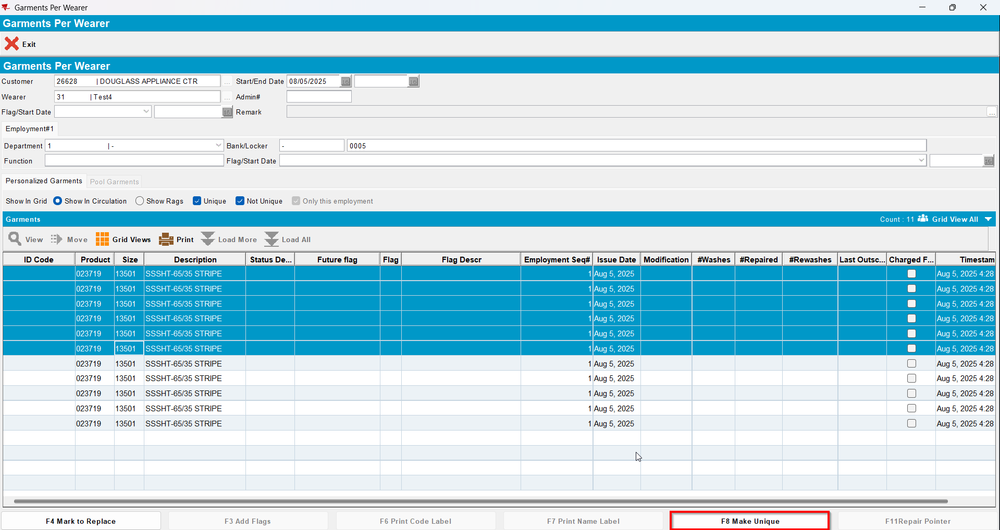 Garments Per Wearer
Garments Per Wearer
Exit
Garments Per Wearer
Customer 26628 | DOUGLASS APPLIANCE CTR ... Start/End Date 08/05/2025 16 16
Wearer 31 | Test4 ... Admin#
Flag/Start Date 16 Remark ...
Employment#1
Department 1 | - Bank/Locker - 0005
Function Flag/Start Date 16
Personalized Garments Pool Garments
Show In Grid Show In Circulation Show Rags Unique Not Unique Only this employment
Garments Count : 11 Grid View All
View Move Grid Views Print Load More Load All
ID Code Product Size Description Status De... Future flag Flag Flag Descr Employment Seq# Issue Date Modification #Washes #Repaired #Rewashes Last Outsc... Charged F... Timestam
023719 13501 SSSHT-65/35 STRIPE 1 Aug 5, 2025 Aug 5, 2025 4:28
023719 13501 SSSHT-65/35 STRIPE 1 Aug 5, 2025 Aug 5, 2025 4:28
023719 13501 SSSHT-65/35 STRIPE 1 Aug 5, 2025 Aug 5, 2025 4:28
023719 13501 SSSHT-65/35 STRIPE 1 Aug 5, 2025 Aug 5, 2025 4:28
023719 13501 SSSHT-65/35 STRIPE 1 Aug 5, 2025 Aug 5, 2025 4:28
023719 13501 SSSHT-65/35 STRIPE 1 Aug 5, 2025 Aug 5, 2025 4:28
023719 13501 SSSHT-65/35 STRIPE 1 Aug 5, 2025 Aug 5, 2025 4:28
023719 13501 SSSHT-65/35 STRIPE 1 Aug 5, 2025 Aug 5, 2025 4:28
023719 13501 SSSHT-65/35 STRIPE 1 Aug 5, 2025 Aug 5, 2025 4:28
023719 13501 SSSHT-65/35 STRIPE 1 Aug 5, 2025 Aug 5, 2025 4:28
023719 13501 SSSHT-65/35 STRIPE 1 Aug 5, 2025 Aug 5, 2025 4:28
F4 Mark to Replace F3 Add Flags F6 Print Code Label F7 Print Name Label F8 Make Unique F11Repair Pointer